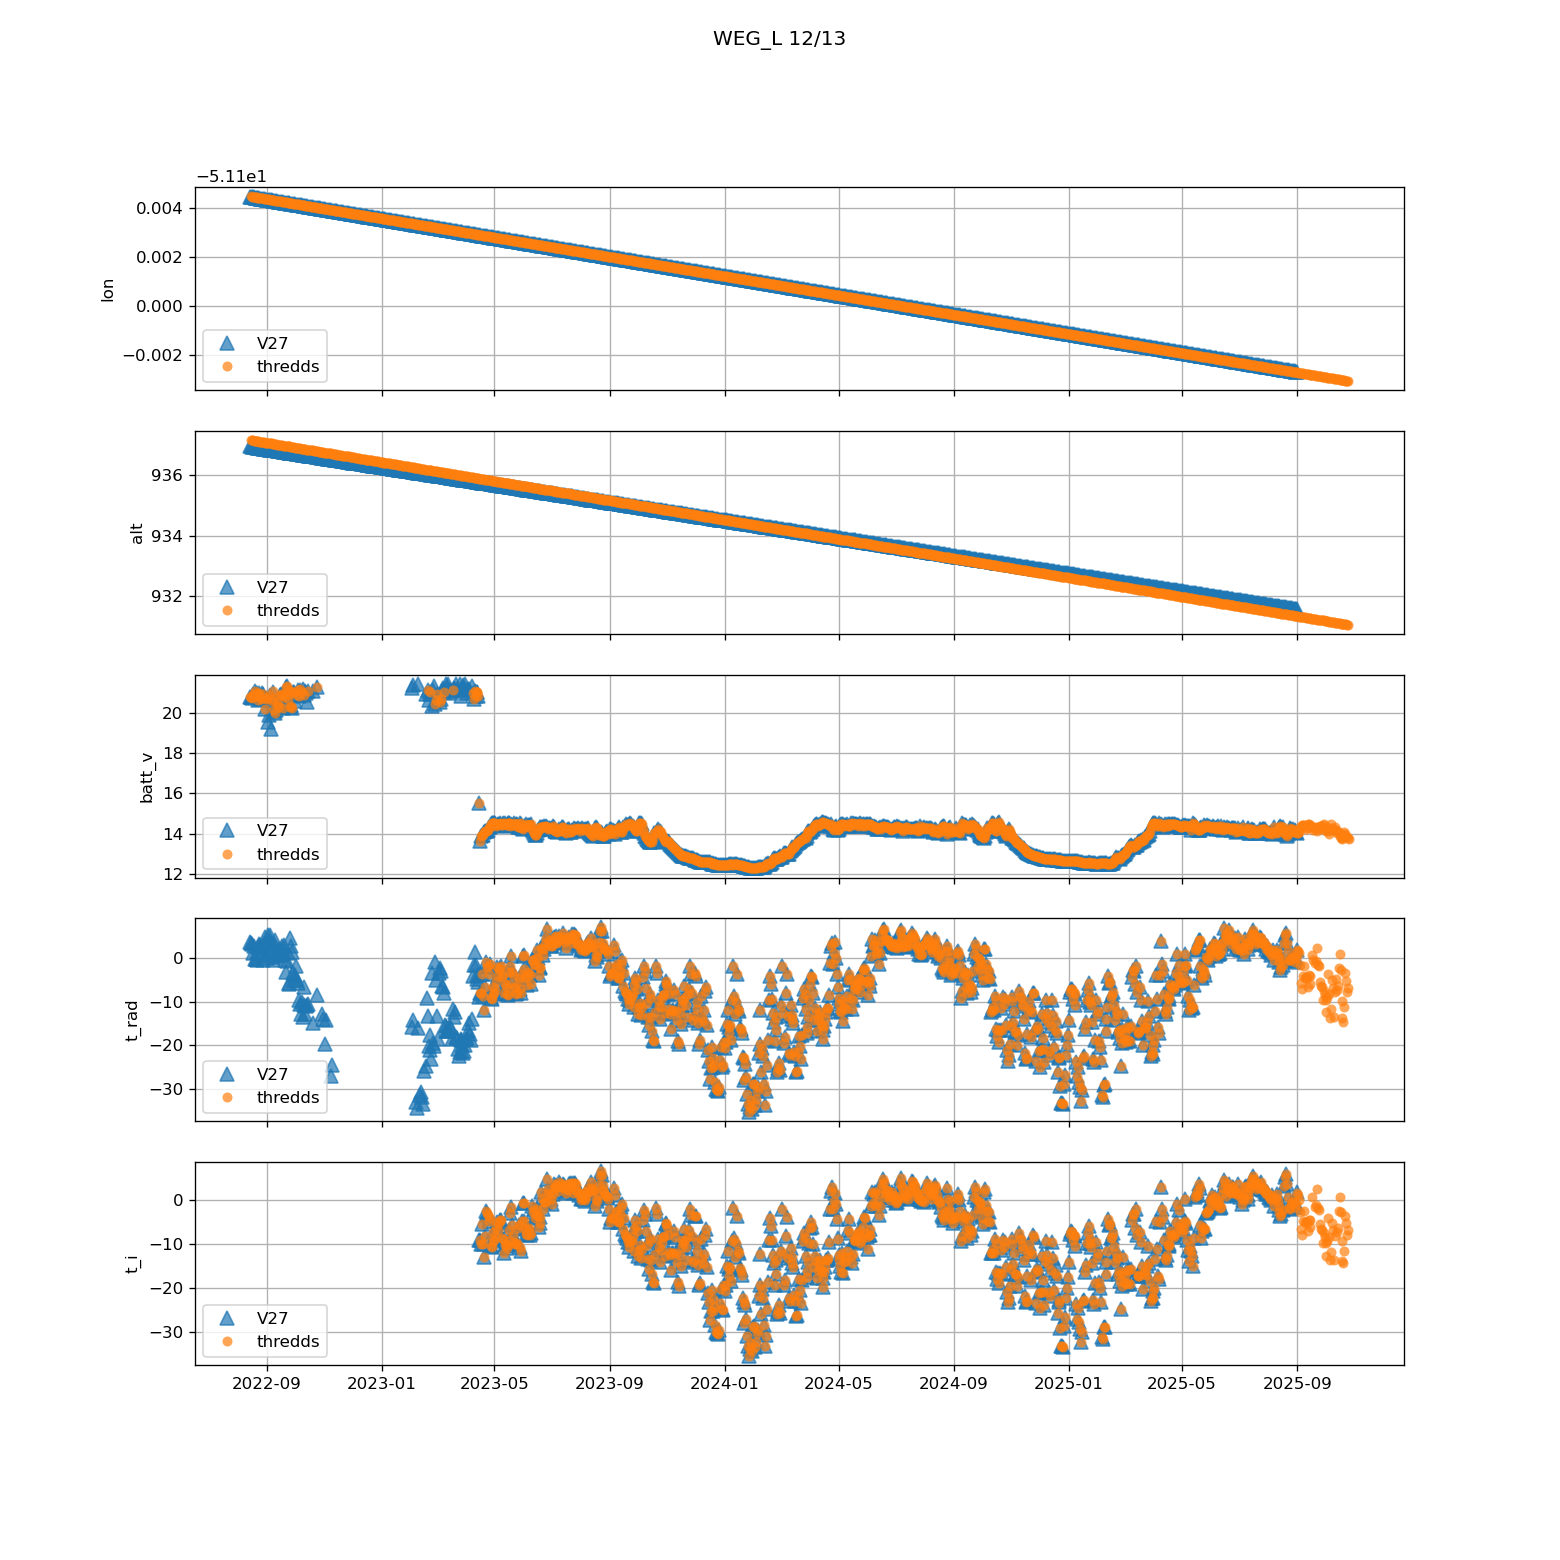 WEG_L 12/13
−5.11e1
0.004
0.002
0.000
−0.002
lon
V27
thredds
936
934
932
alt
V27
thredds
20
18
16
14
12
batt_v
V27
thredds
0
−10
−20
−30
t_rad
V27
thredds
0
−10
−20
−30
t_i
V27
thredds
2022-09 2023-01 2023-05 2023-09 2024-01 2024-05 2024-09 2025-01 2025-05 2025-09